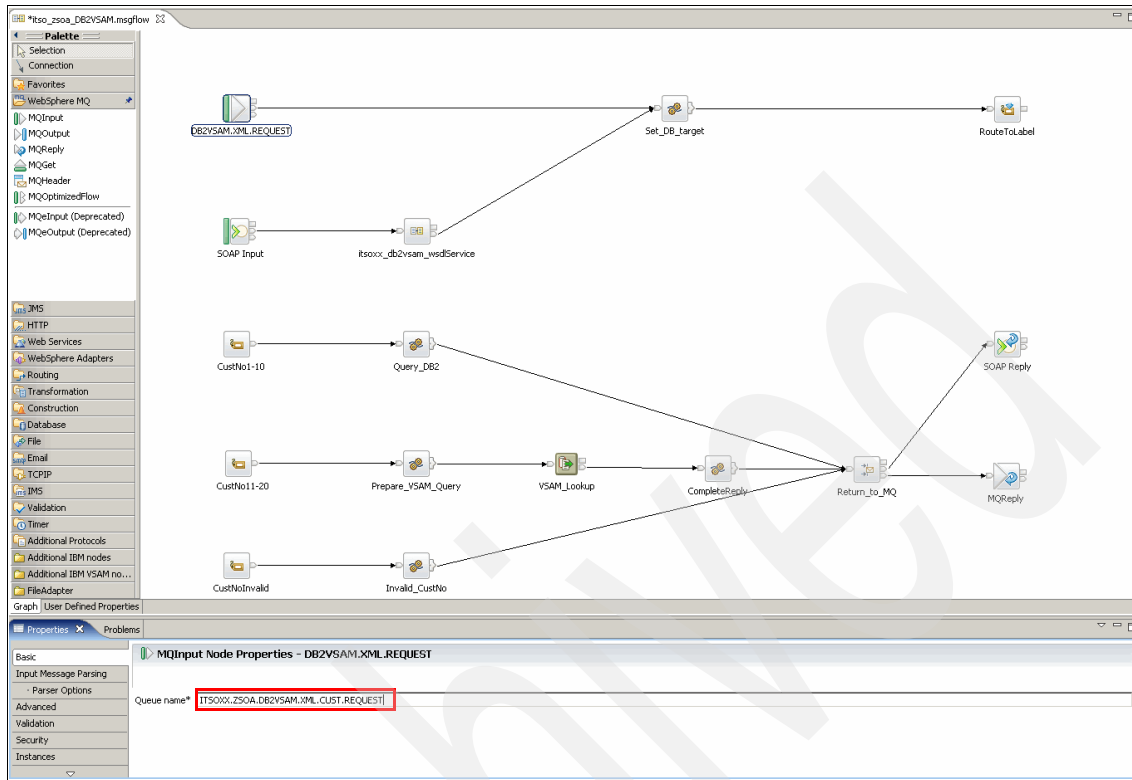 *itso_zsoa_DB2VSAM.msgflow
Palette
Selection
Connection
Favorites
WebSphere MQ
MQInput
MQOutput
MQReply
MQGet
MQHeader
MQOptimizedFlow
MQeInput (Deprecated)
MQeOutput (Deprecated)
JMS
HTTP
Web Services
WebSphere Adapters
Routing
Transformation
Construction
Database
File
Email
TCPIP
IMS
Validation
Timer
Additional Protocols
Additional IBM nodes
Additional IBM VSAM no...
FileAdapter
Graph User Defined Properties
DB2VSAM.XML.REQUEST
Set_DB_target
RouteToLabel
SOAP Input
itsoxx_db2vsam_wsdlService
CustNo1-10
Query_DB2
SOAP Reply
CustNo11-20
Prepare_VSAM_Query
VSAM_Lookup
CompleteReply
Return_to_MQ
MQReply
CustNoInvalid
Invalid_CustNo
Properties Problems
Basic
Input Message Parsing
- Parser Options
Advanced
Validation
Security
Instances
MQInput Node Properties - DB2VSAM.XML.REQUEST
Queue name* ITSOXX.ZSOA.DB2VSAM.XML.CUST.REQUEST
hived